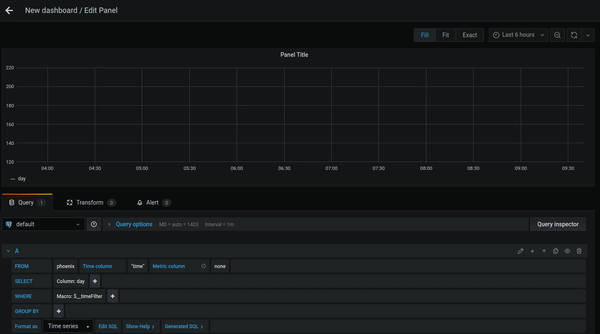 New dashboard / Edit Panel
Fill Fit Exact Last 6 hours
Panel Title
220
200
180
160
140
120
04:00 04:30 05:00 05:30 06:00 06:30 07:00 07:30 08:00 08:30 09:00 09:30
day
Query 1 Transform 0 Alert 0
default > Query options MD = auto = 1403 Interval = 1m Query inspector
A
FROM phoenix Time column "time" Metric column none
SELECT Column: day +
WHERE Macro: $__timeFilter +
GROUP BY +
Format as Time series Edit SQL Show Help > Generated SQL >